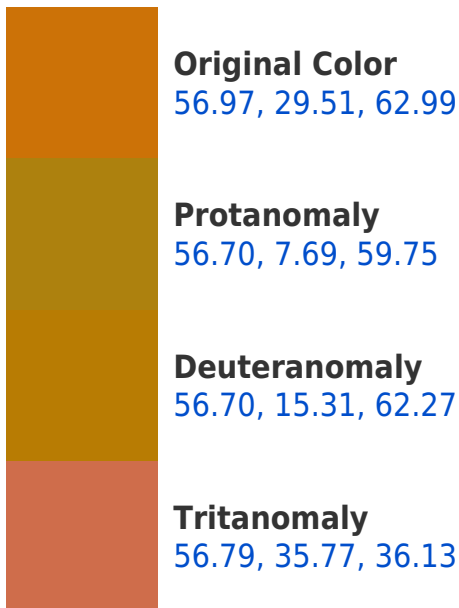 Original Color
56.97, 29.51, 62.99
Protanomaly
56.70, 7.69, 59.75
Deuteranomaly
56.70, 15.31, 62.27
Tritanomaly
56.79, 35.77, 36.13